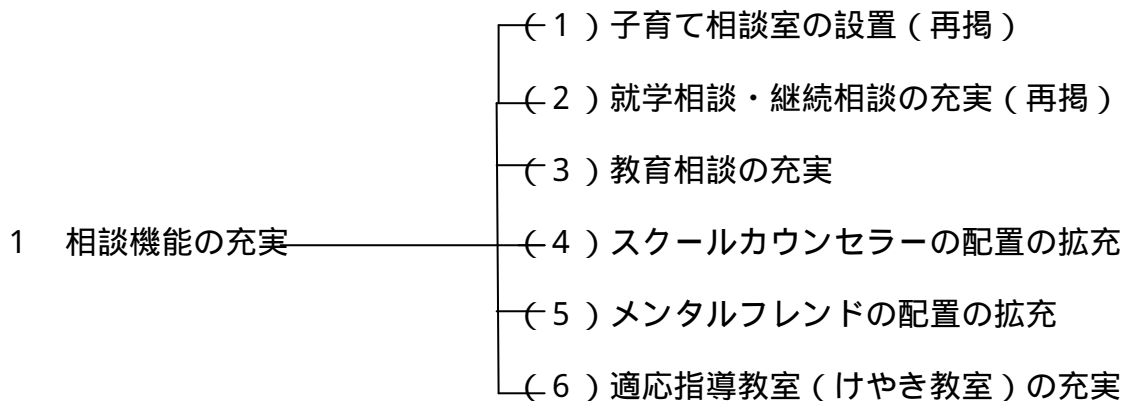 （１）子育て相談室の設置（再掲）
（２）就学相談・継続相談の充実（再掲）
（３）教育相談の充実
１　相談機能の充実
（４）スクールカウンセラーの配置の拡充
（５）メンタルフレンドの配置の拡充
（６）適応指導教室（けやき教室）の充実